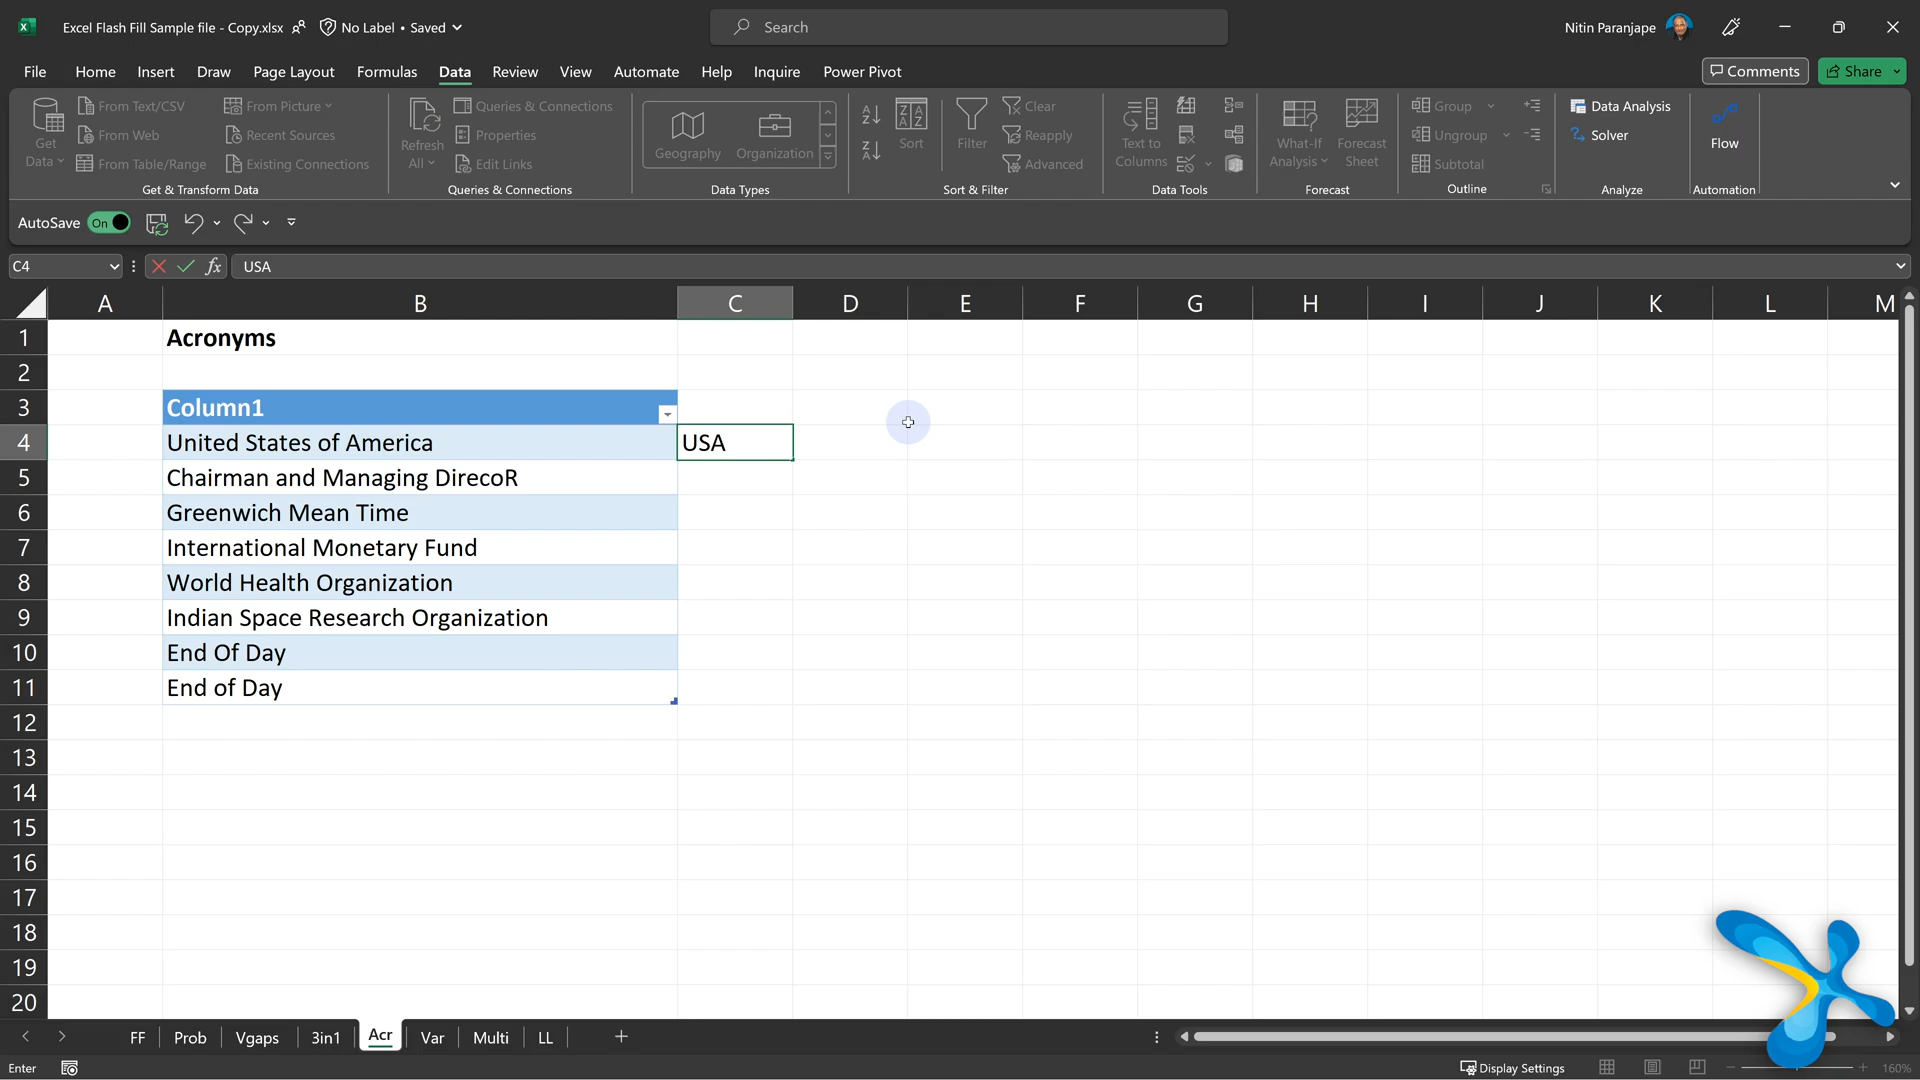 Excel Flash Fill Sample file - Copy.xlsx No Label • Saved
Search
Nitin Paranjape
File Home Insert Draw Page Layout Formulas Data Review View Automate Help Inquire Power Pivot
Comments Share
Get Data
From Text/CSV
From Web
From Table/Range
From Picture
Recent Sources
Existing Connections
Get & Transform Data
Refresh All
Queries & Connections
Properties
Edit Links
Queries & Connections
Geography Organization
Data Types
Sort
Filter
Clear
Reapply
Advanced
Sort & Filter
Text to Columns
Data Tools
What-If Analysis
Forecast Sheet
Forecast
Group
Ungroup
Subtotal
Outline
Data Analysis
Solver
Analyze
Flow
Automation
AutoSave On
C4 fx USA
A B C D E F G H I J K L M
1 Acronyms
2
3 Column1
4 United States of America USA
5 Chairman and Managing DirecoR
6 Greenwich Mean Time
7 International Monetary Fund
8 World Health Organization
9 Indian Space Research Organization
10 End Of Day
11 End of Day
12
13
14
15
16
17
18
19
20
FF Prob Vgaps 3in1 Acr Var Multi LL
Enter Display Settings 160%